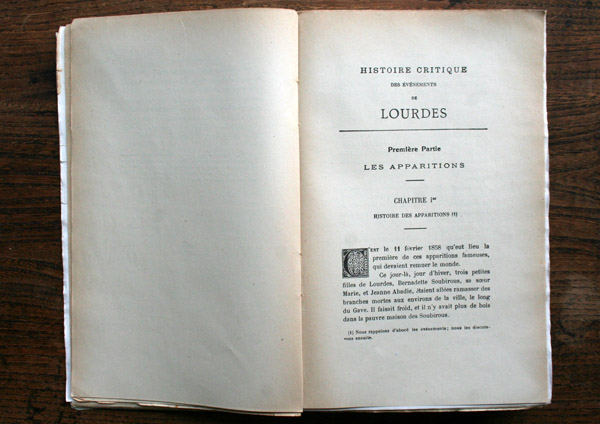 HISTOIRE CRITIQUE
DES ÉVÉNEMENTS
DE
LOURDES
Première Partie
LES APPARITIONS
CHAPITRE Ier
HISTOIRE DES APPARITIONS (1)
C'EST le 11 février 1858 qu'eut lieu la
première de ces apparitions fameuses,
qui devaient remuer le monde.
Ce jour-là, jour d'hiver, trois petites
filles de Lourdes, Bernadette Soubirous, sa sœur
Marie, et Jeanne Abadie, étaient allées ramasser des
branches mortes aux environs de la ville, le long
du Gave. Il faisait froid, et il n'y avait plus de bois
dans le pauvre maison des Soubirous.
(1) Nous rappelons d'abord les événements; nous les discute-
rons ensuite.